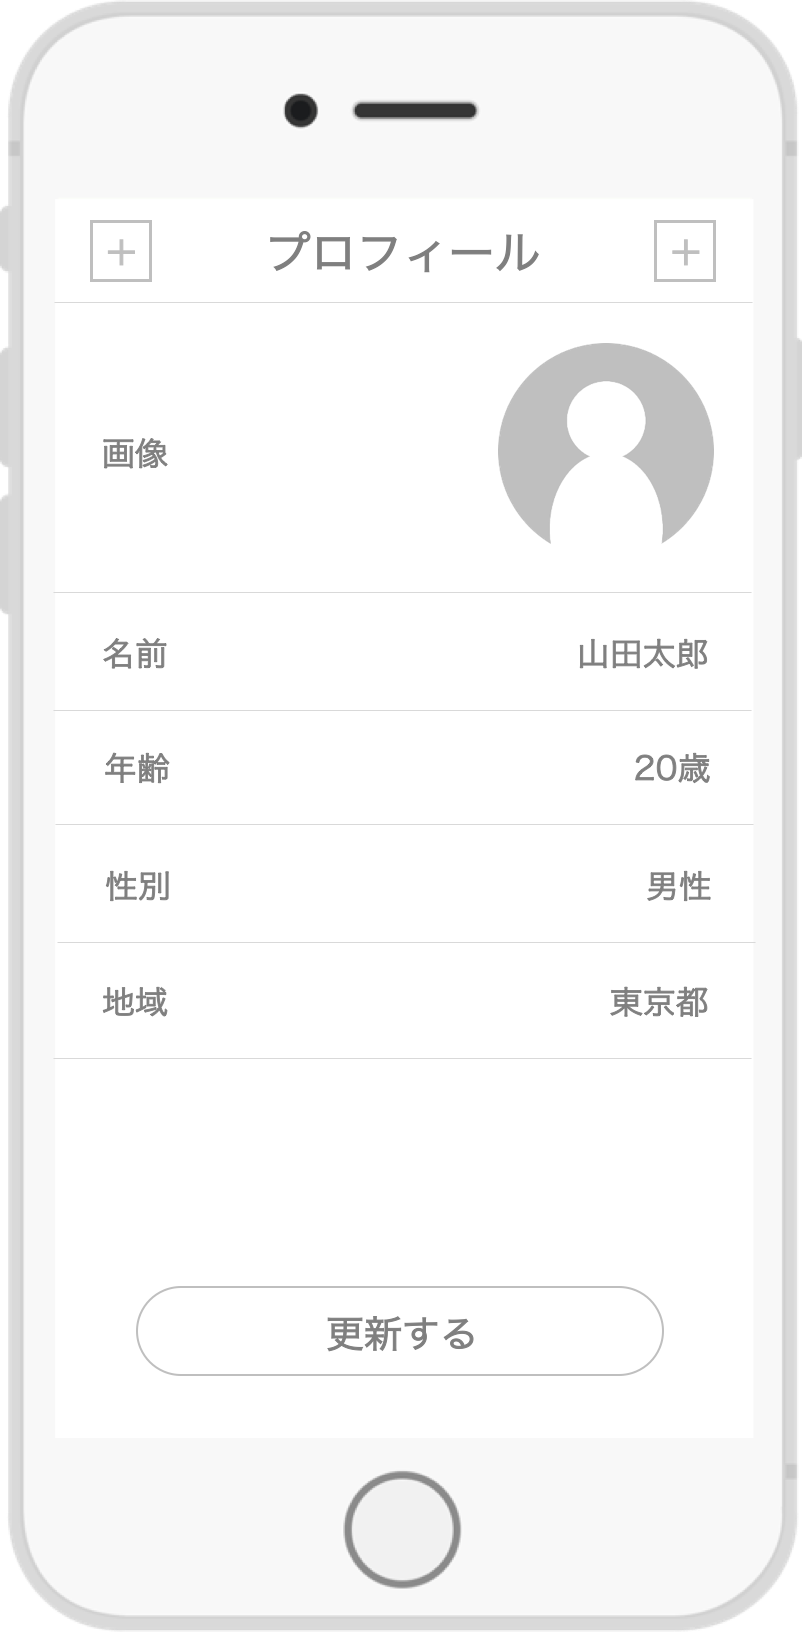 プロフィール
画像
名前 山田太郎
年齢 20歳
性別 男性
地域 東京都
更新する